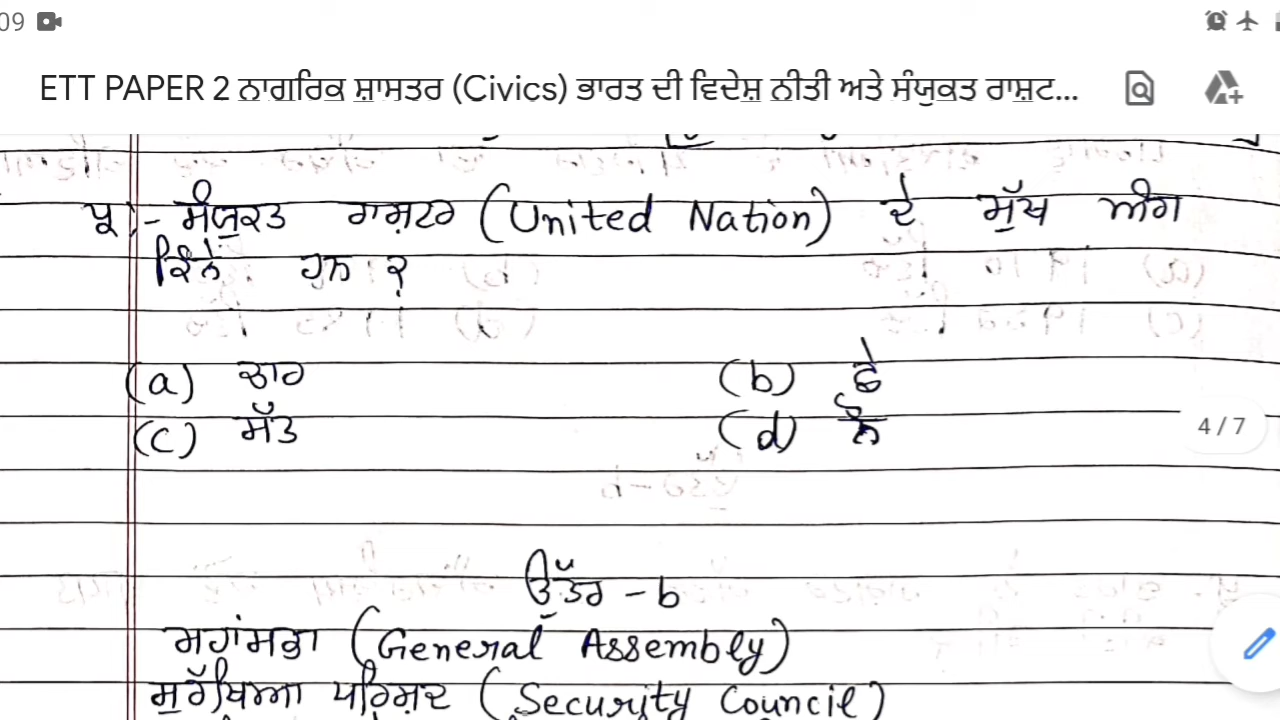 09
ETT PAPER 2 ਨਾਗਰਿਕ ਸ਼ਾਸਤਰ (Civics) ਭਾਰਤ ਦੀ ਵਿਦੇਸ਼ ਨੀਤੀ ਅਤੇ ਸੰਯੁਕਤ ਰਾਸ਼ਟ...
ਪ੍ਰ:- ਸੰਯੁਕਤ ਰਾਸ਼ਟਰ (United Nation) ਦੇ ਮੁੱਖ ਅੰਗ
ਕਿੰਨੇ ਹਨ ?
(a) ਚਾਰ (b) ਛੇ
(c) ਸੱਤ (d) ਨੌ
4 / 7
ਉੱਤਰ - b
ਮਹਾਂਸਭਾ (General Assembly)
ਸੁਰੱਖਿਆ ਪਰਿਸ਼ਦ (Security Council)